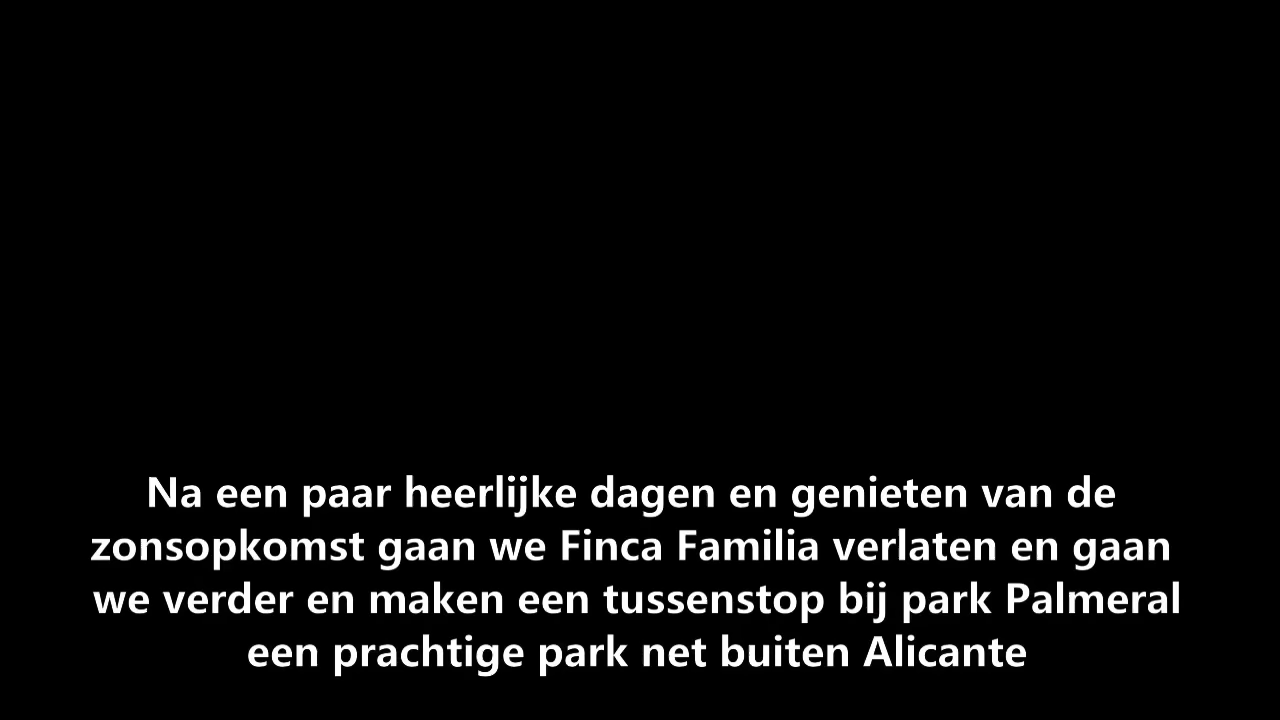 Na een paar heerlijke dagen en genieten van de
zonsopkomst gaan we Finca Familia verlaten en gaan
we verder en maken een tussenstop bij park Palmeral
een prachtige park net buiten Alicante